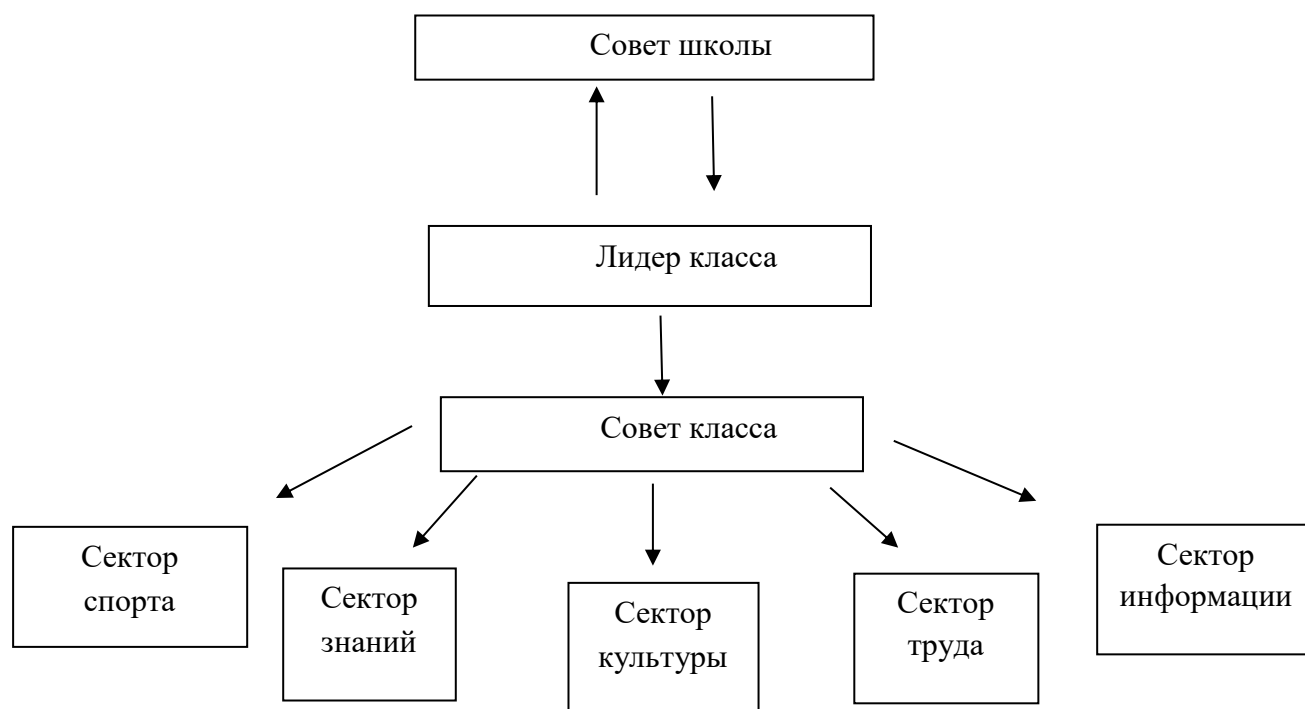 Совет школы
Лидер класса
Совет класса
Сектор
спорта
Сектор
знаний
Сектор
культуры
Сектор
труда
Сектор
информации